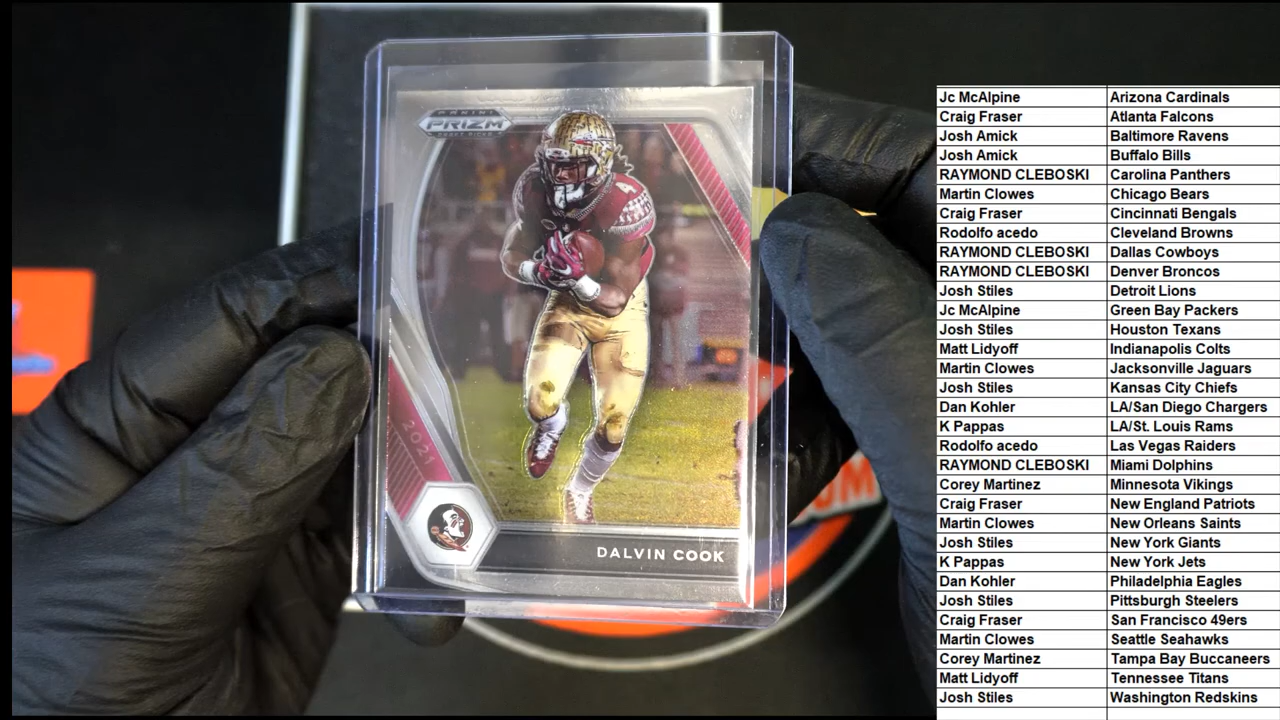 PANINI
PRIZM
DRAFT PICKS
4
2021
DALVIN COOK
UM
Jc McAlpine Arizona Cardinals
Craig Fraser Atlanta Falcons
Josh Amick Baltimore Ravens
Josh Amick Buffalo Bills
RAYMOND CLEBOSKI Carolina Panthers
Martin Clowes Chicago Bears
Craig Fraser Cincinnati Bengals
Rodolfo acedo Cleveland Browns
RAYMOND CLEBOSKI Dallas Cowboys
RAYMOND CLEBOSKI Denver Broncos
Josh Stiles Detroit Lions
Jc McAlpine Green Bay Packers
Josh Stiles Houston Texans
Matt Lidyoff Indianapolis Colts
Martin Clowes Jacksonville Jaguars
Josh Stiles Kansas City Chiefs
Dan Kohler LA/San Diego Chargers
K Pappas LA/St. Louis Rams
Rodolfo acedo Las Vegas Raiders
RAYMOND CLEBOSKI Miami Dolphins
Corey Martinez Minnesota Vikings
Craig Fraser New England Patriots
Martin Clowes New Orleans Saints
Josh Stiles New York Giants
K Pappas New York Jets
Dan Kohler Philadelphia Eagles
Josh Stiles Pittsburgh Steelers
Craig Fraser San Francisco 49ers
Martin Clowes Seattle Seahawks
Corey Martinez Tampa Bay Buccaneers
Matt Lidyoff Tennessee Titans
Josh Stiles Washington Redskins